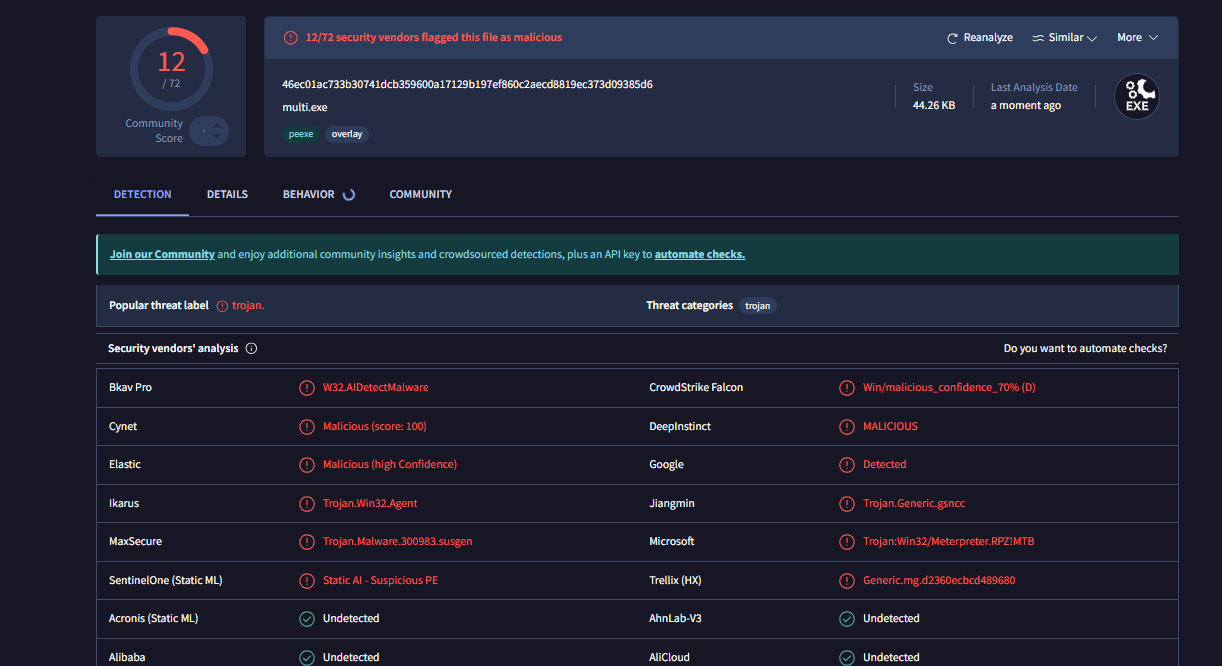 12
/ 72
Community
Score
12/72 security vendors flagged this file as malicious
Reanalyze
Similar
More
46ec01ac733b30741dcb359600a17129b197ef860c2aecd8819ec373d09385d6
multi.exe
peexe
overlay
Size
44.26 KB
Last Analysis Date
a moment ago
EXE
DETECTION
DETAILS
BEHAVIOR
COMMUNITY
Join our Community and enjoy additional community insights and crowdsourced detections, plus an API key to automate checks.
Popular threat label trojan.
Threat categories trojan
Security vendors' analysis
Do you want to automate checks?
Bkav Pro W32.AIDetectMalware CrowdStrike Falcon Win/malicious_confidence_70% (D)
Cynet Malicious (score: 100) DeepInstinct MALICIOUS
Elastic Malicious (high Confidence) Google Detected
Ikarus Trojan.Win32.Agent Jiangmin Trojan.Generic.gsncc
MaxSecure Trojan.Malware.300983.susgen Microsoft Trojan:Win32/Meterpreter.RPZ!MTB
SentinelOne (Static ML) Static AI - Suspicious PE Trellix (HX) Generic.mg.d2360ecbcd489680
Acronis (Static ML) Undetected AhnLab-V3 Undetected
Alibaba Undetected AliCloud Undetected